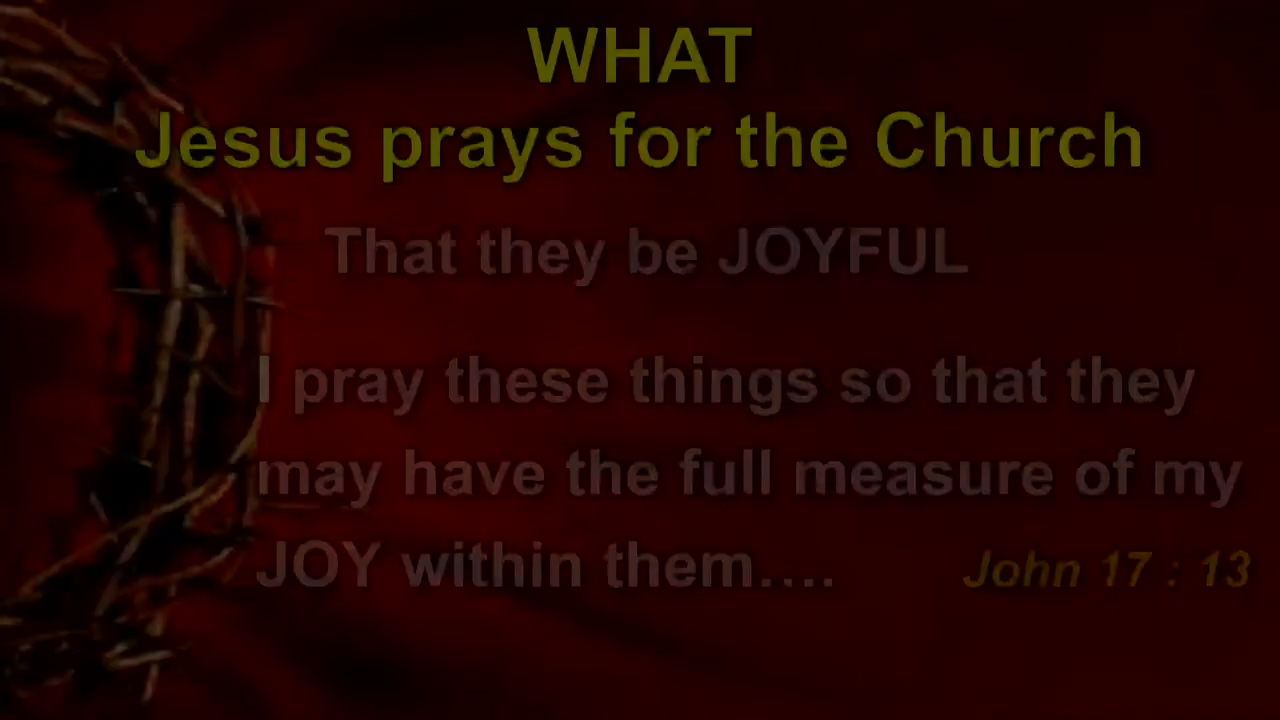 WHAT
Jesus prays for the Church
That they be JOYFUL
I pray these things so that they
may have the full measure of my
JOY within them.... John 17 : 13